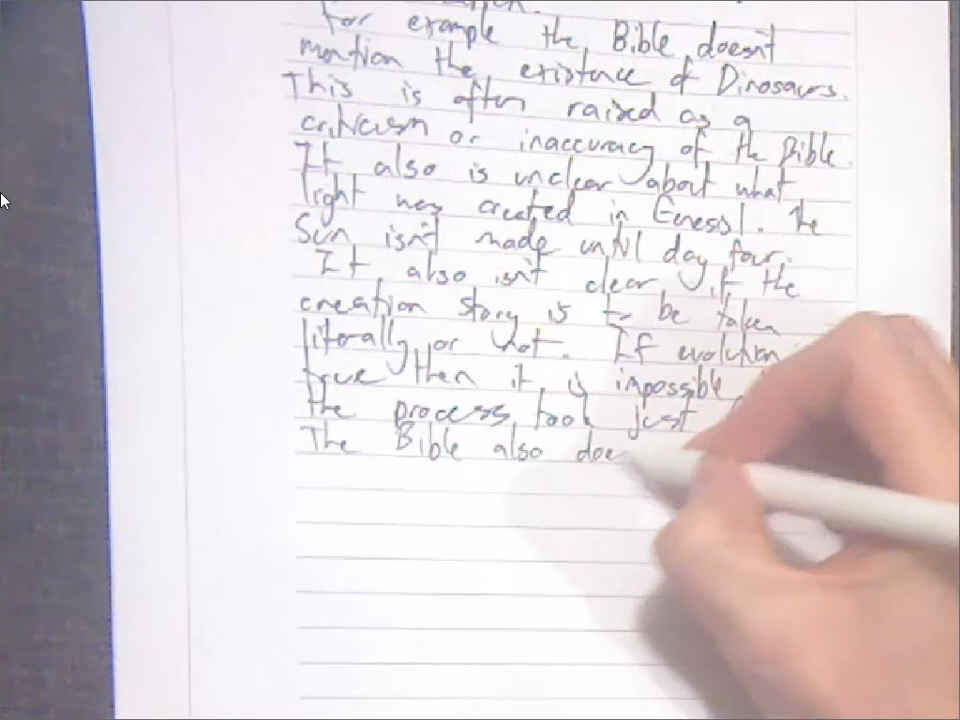 For example the Bible doesn't
mention the existence of Dinosaurs.
This is often raised as a
criticism or inaccuracy of the Bible.
It also is unclear about what
light was created in Genesis 1. The
Sun isn't made until day four.
It also isn't clear if the
creation story is to be taken
literally or not. If evolution
true then it is impossible
the process took just
The Bible also doe